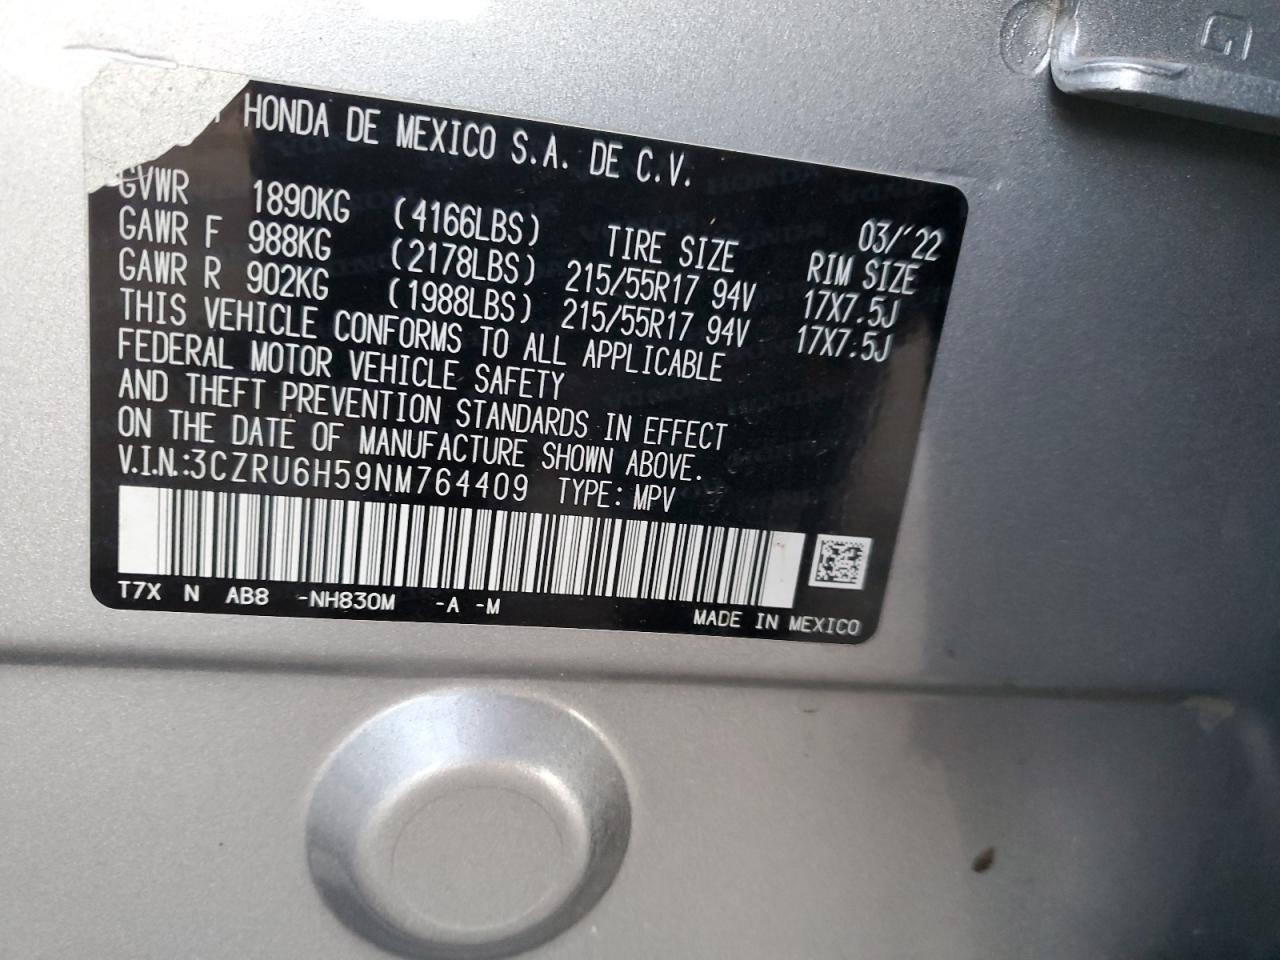 HONDA DE MEXICO S.A. DE C.V.
03/'22
GVWR 1890KG (4166LBS) TIRE SIZE RIM SIZE
GAWR F 988KG (2178LBS) 215/55R17 94V 17X7.5J
GAWR R 902KG (1988LBS) 215/55R17 94V 17X7.5J
THIS VEHICLE CONFORMS TO ALL APPLICABLE
FEDERAL MOTOR VEHICLE SAFETY
AND THEFT PREVENTION STANDARDS IN EFFECT
ON THE DATE OF MANUFACTURE SHOWN ABOVE.
V.I.N.:3CZRU6H59NM764409 TYPE: MPV
T7X N AB8 -NH830M -A -M
MADE IN MEXICO